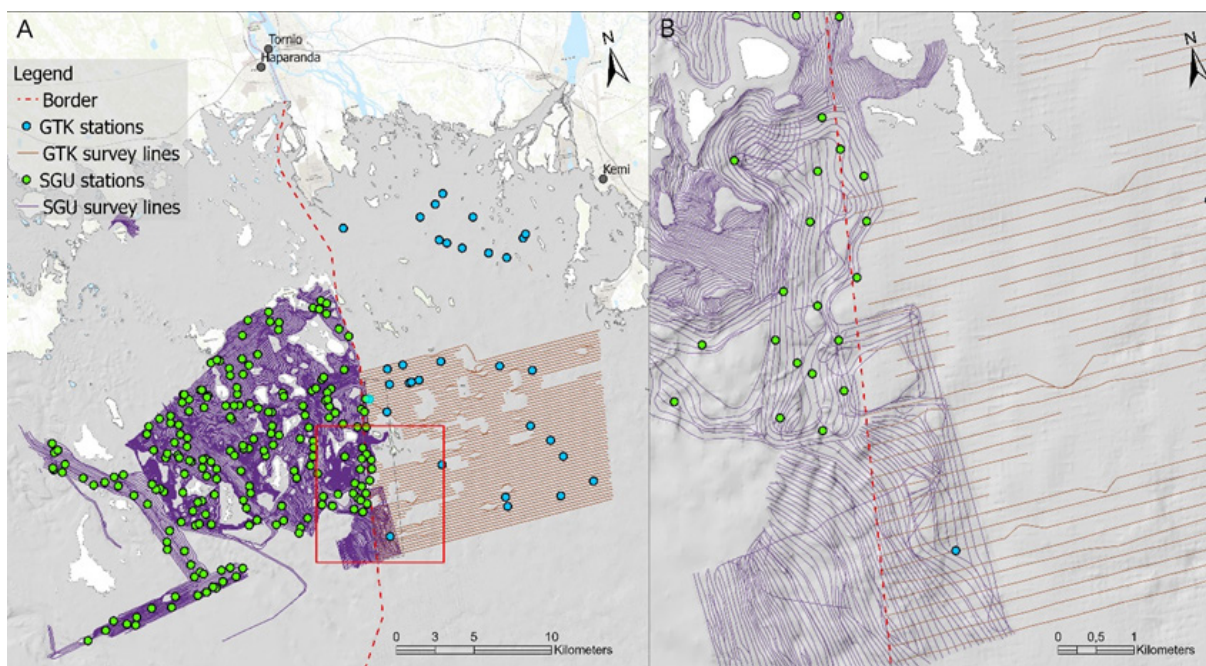 A
N
Tornio
Haparanda
Legend
Border
GTK stations
GTK survey lines
SGU stations
SGU survey lines
Kemi
0 3 5 10
Kilometers
B
N
0 0,5 1
Kilometers